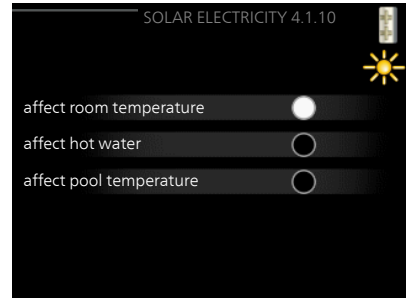 SOLAR ELECTRICITY 4.1.10
affect room temperature
affect hot water
affect pool temperature